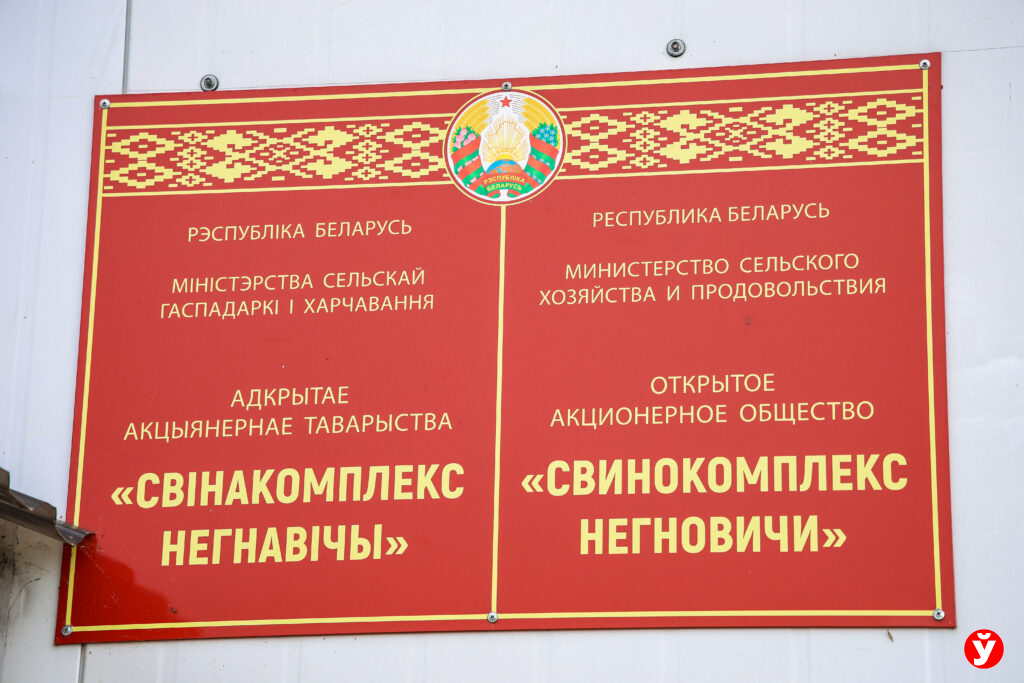 РЭСПУБЛІКА
БЕЛАРУСЬ
РЭСПУБЛІКА БЕЛАРУСЬ
МІНІСТЭРСТВА СЕЛЬСКАЙ
ГАСПАДАРКІ І ХАРЧАВАННЯ
АДКРЫТАЕ
АКЦЫЯНЕРНАЕ ТАВАРЫСТВА
«СВІНАКОМПЛЕКС
НЕГНАВІЧЫ»
РЕСПУБЛИКА БЕЛАРУСЬ
МИНИСТЕРСТВО СЕЛЬСКОГО
ХОЗЯЙСТВА И ПРОДОВОЛЬСТВИЯ
ОТКРЫТОЕ
АКЦИОНЕРНОЕ ОБЩЕСТВО
«СВИНОКОМПЛЕКС
НЕГНОВИЧИ»
Ў